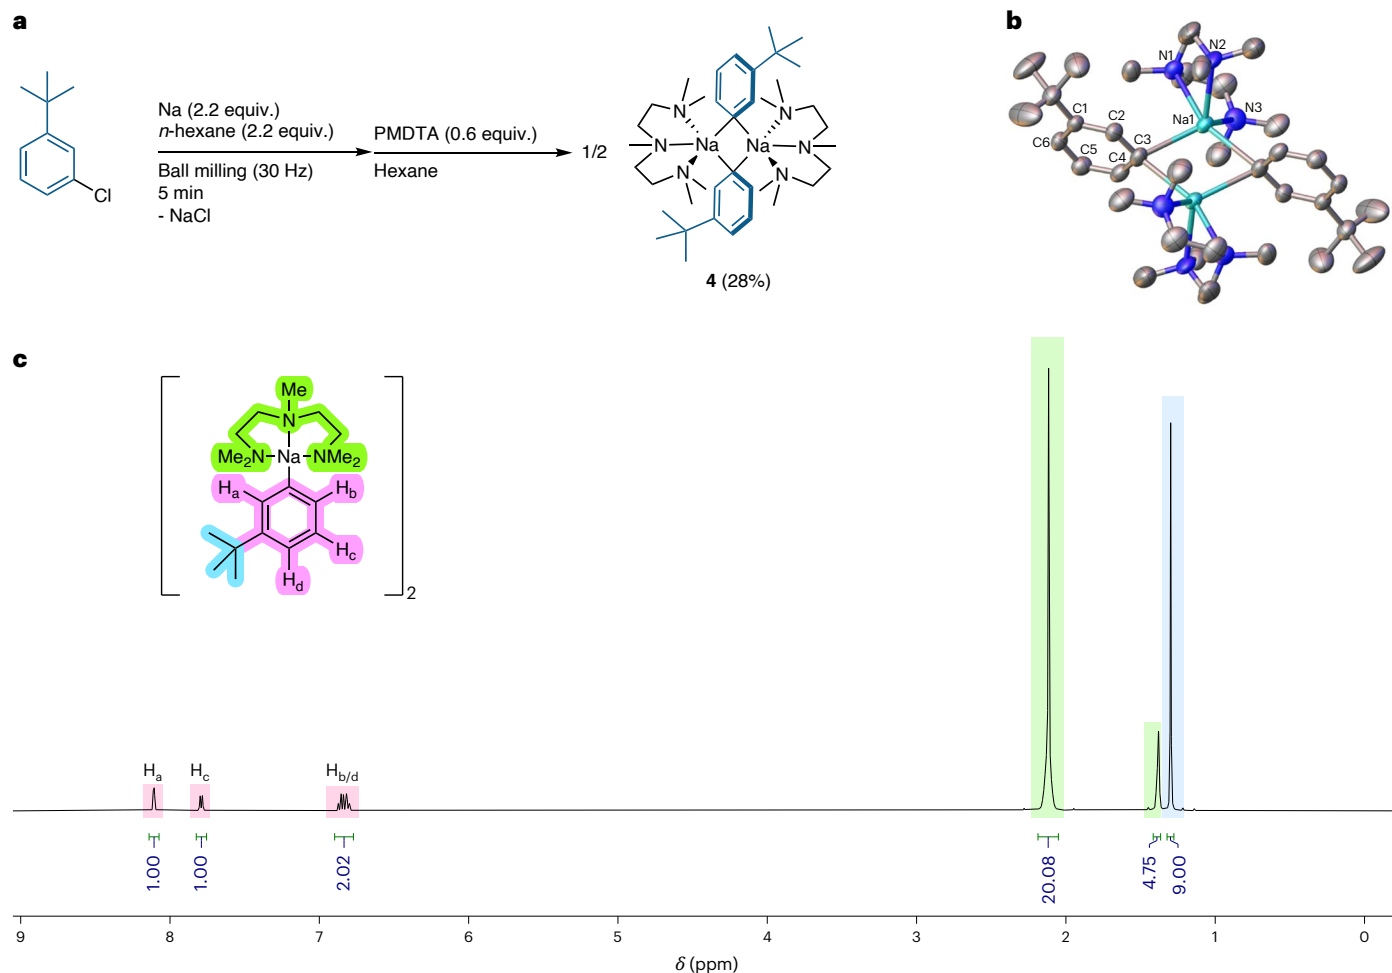 a
Cl
Na (2.2 equiv.)
n-hexane (2.2 equiv.)
Ball milling (30 Hz)
5 min
- NaCl
PMDTA (0.6 equiv.)
Hexane
1/2
N
N
N
Na
Na
N
N
N
4 (28%)
b
N1
N2
N3
Na1
C1
C2
C3
C4
C5
C6
c
Me
N
Me2N
Na
NMe2
Ha
Hb
Hc
Hd
2
Ha
Hc
Hb/d
1.00
1.00
2.02
20.08
4.75
9.00
9
8
7
6
5
4
3
2
1
0
δ (ppm)